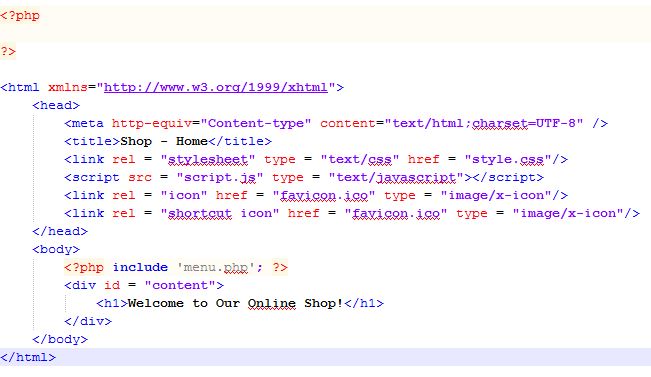 <?php
?>
<html xmlns="http://www.w3.org/1999/xhtml">
<head>
<meta http-equiv="Content-type" content="text/html;charset=UTF-8" />
<title>Shop - Home</title>
<link rel = "stylesheet" type = "text/css" href = "style.css"/>
<script src = "script.js" type = "text/javascript"></script>
<link rel = "icon" href = "favicon.ico" type = "image/x-icon"/>
<link rel = "shortcut icon" href = "favicon.ico" type = "image/x-icon"/>
</head>
<body>
<?php include 'menu.php'; ?>
<div id = "content">
<h1>Welcome to Our Online Shop!</h1>
</div>
</body>
</html>